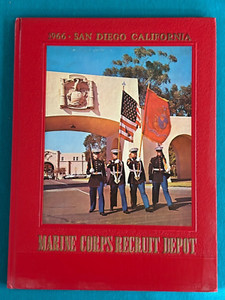 1966 · SAN DIEGO CALIFORNIA
MARINE CORPS RECRUIT DEPOT